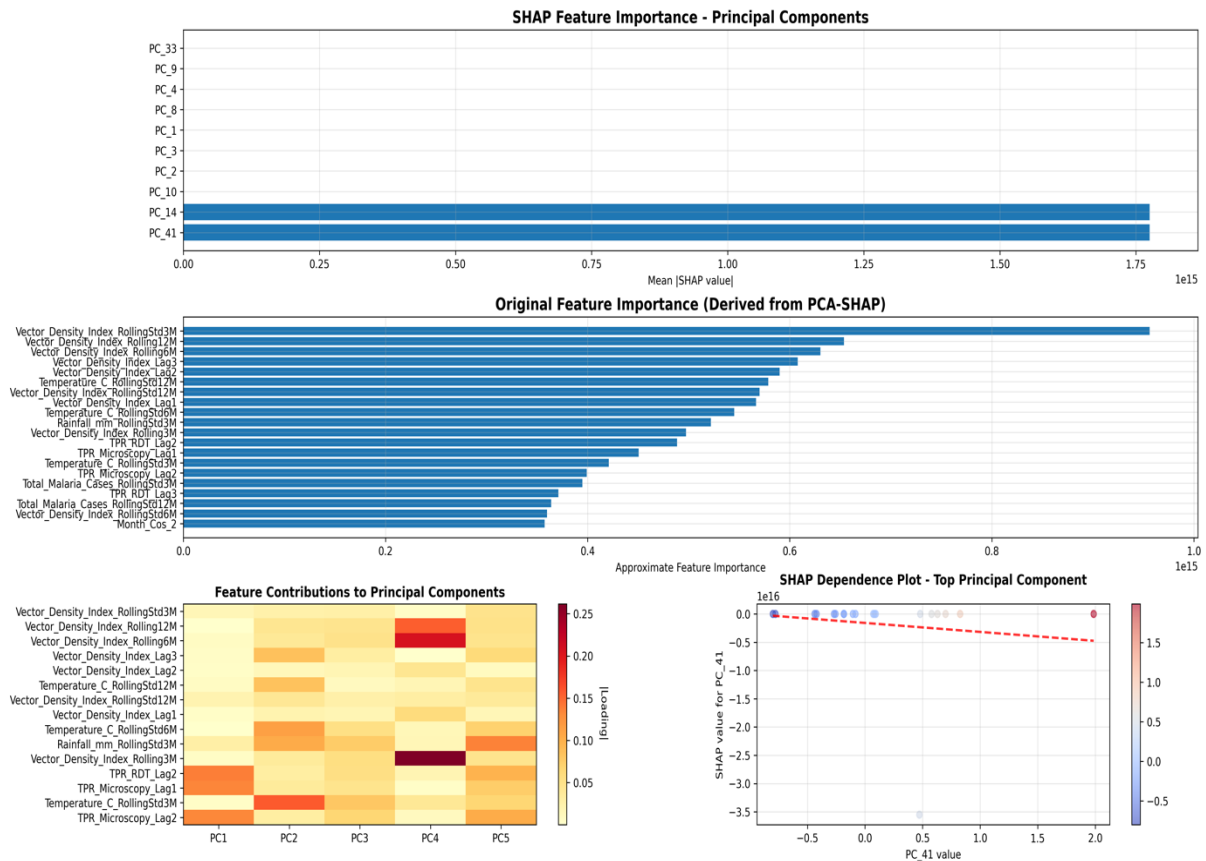 SHAP Feature Importance - Principal Components
PC_33
PC_9
PC_4
PC_8
PC_1
PC_3
PC_2
PC_10
PC_14
PC_41
0.00 0.25 0.50 0.75 1.00 1.25 1.50 1.75
1e15
Mean |SHAP value|
Original Feature Importance (Derived from PCA-SHAP)
Vector_Density_Index_RollingStd3M
Vector_Density_Index_Rolling12M
Vector_Density_Index_Rolling6M
Vector_Density_Index_Lag3
Vector_Density_Index_Lag2
Temperature_C_RollingStd12M
Vector_Density_Index_RollingStd12M
Vector_Density_Index_Lag1
Temperature_C_RollingStd6M
Rainfall_mm_RollingStd3M
Vector_Density_Index_Rolling3M
TPR_RDT_Lag2
TPR_Microscopy_Lag1
Temperature_C_RollingStd3M
TPR_Microscopy_Lag2
Total_Malaria_Cases_RollingStd3M
TPR_RDT_Lag3
Total_Malaria_Cases_RollingStd12M
Vector_Density_Index_RollingStd6M
Month_Cos_2
0.0 0.2 0.4 0.6 0.8 1.0
1e15
Approximate Feature Importance
Feature Contributions to Principal Components
Vector_Density_Index_RollingStd3M
Vector_Density_Index_Rolling12M
Vector_Density_Index_Rolling6M
Vector_Density_Index_Lag3
Vector_Density_Index_Lag2
Temperature_C_RollingStd12M
Vector_Density_Index_RollingStd12M
Vector_Density_Index_Lag1
Temperature_C_RollingStd6M
Rainfall_mm_RollingStd3M
Vector_Density_Index_Rolling3M
TPR_RDT_Lag2
TPR_Microscopy_Lag1
Temperature_C_RollingStd3M
TPR_Microscopy_Lag2
PC1 PC2 PC3 PC4 PC5
0.25
0.20
0.15
0.10
0.05
|Loading|
SHAP Dependence Plot - Top Principal Component
1e16
0.0
−0.5
−1.0
−1.5
−2.0
−2.5
−3.0
−3.5
SHAP value for PC_41
−0.5 0.0 0.5 1.0 1.5 2.0
PC_41 value
1.5
1.0
0.5
0.0
−0.5